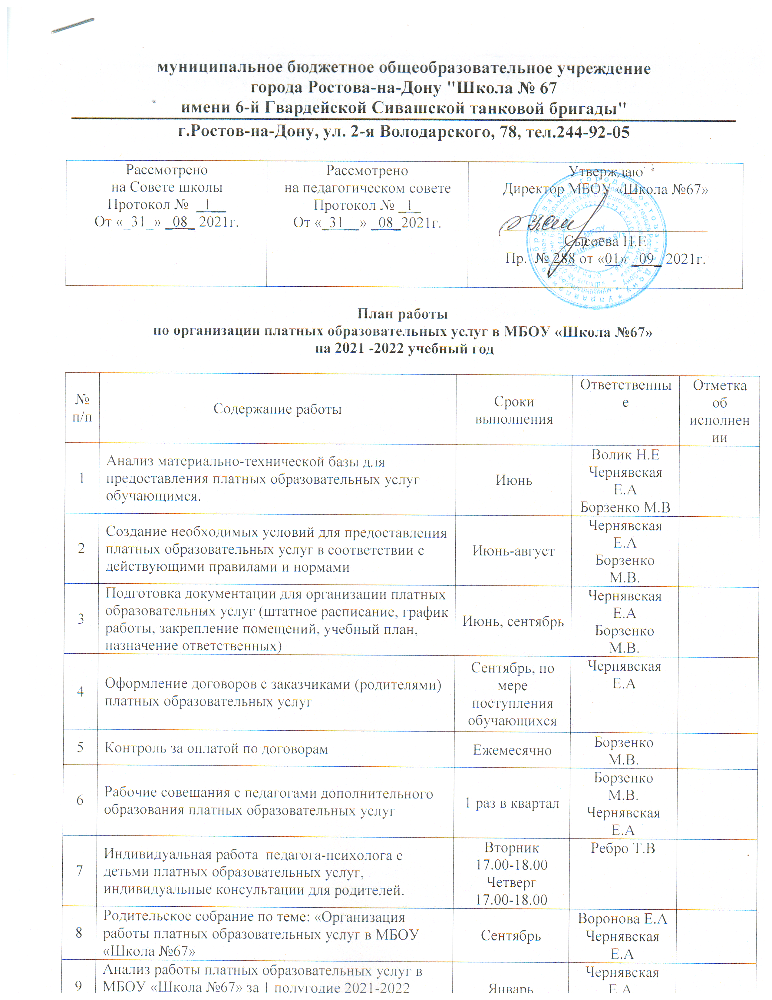 муниципальное бюджетное общеобразовательное учреждение
города Ростова-на-Дону "Школа № 67
имени 6-й Гвардейской Сивашской танковой бригады"
г.Ростов-на-Дону, ул. 2-я Володарского, 78, тел.244-92-05
Рассмотрено
на Совете школы
Протокол № _1_
От «_31_» _08_ 2021г.
Рассмотрено
на педагогическом совете
Протокол № _1_
От «_31_» _08_2021г.
Утверждаю
Директор МБОУ «Школа №67»
Сысоева Н.Е
Пр. № 288 от «01» _09_ 2021г.
План работы
по организации платных образовательных услуг в МБОУ «Школа №67»
на 2021 -2022 учебный год
№
п/п
Содержание работы
Сроки
выполнения
Ответственны
е
Отметка
об
исполнен
ии
1
Анализ материально-технической базы для
предоставления платных образовательных услуг
обучающимся.
Июнь
Волик Н.Е
Чернявская
Е.А
Борзенко М.В
2
Создание необходимых условий для предоставления
платных образовательных услуг в соответствии с
действующими правилами и нормами
Июнь-август
Чернявская
Е.А
Борзенко
М.В.
3
Подготовка документации для организации платных
образовательных услуг (штатное расписание, график
работы, закрепление помещений, учебный план,
назначение ответственных)
Июнь, сентябрь
Чернявская
Е.А
Борзенко
М.В.
4
Оформление договоров с заказчиками (родителями)
платных образовательных услуг
Сентябрь, по
мере
поступления
обучающихся
Чернявская
Е.А
5
Контроль за оплатой по договорам
Ежемесячно
Борзенко
М.В.
6
Рабочие совещания с педагогами дополнительного
образования платных образовательных услуг
1 раз в квартал
Борзенко
М.В.
Чернявская
Е.А
7
Индивидуальная работа педагога-психолога с
детьми платных образовательных услуг,
индивидуальные консультации для родителей.
Вторник
17.00-18.00
Четверг
17.00-18.00
Ребро Т.В
8
Родительское собрание по теме: «Организация
работы платных образовательных услуг в МБОУ
«Школа №67»
Сентябрь
Воронова Е.А
Чернявская
Е.А
9
Анализ работы платных образовательных услуг в
МБОУ «Школа №67» за 1 полугодие 2021-2022
Январь
Чернявская
Е.А